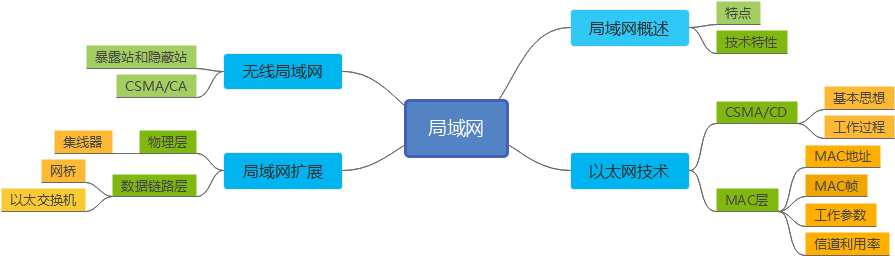 局域网
局域网概述
特点
技术特性
以太网技术
CSMA/CD
基本思想
工作过程
MAC层
MAC地址
MAC帧
工作参数
信道利用率
无线局域网
暴露站和隐蔽站
CSMA/CA
局域网扩展
物理层
集线器
数据链路层
网桥
以太交换机